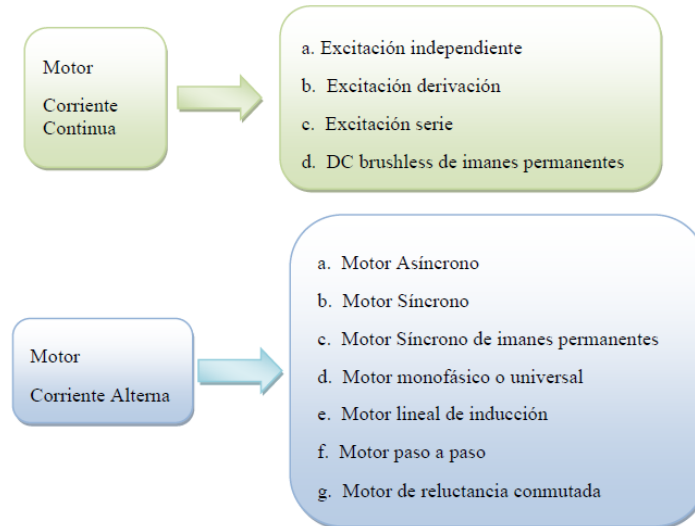 Motor
Corriente
Continua
a. Excitación independiente
b. Excitación derivación
c. Excitación serie
d. DC brushless de imanes permanentes
Motor
Corriente Alterna
a. Motor Asíncrono
b. Motor Síncrono
c. Motor Síncrono de imanes permanentes
d. Motor monofásico o universal
e. Motor lineal de inducción
f. Motor paso a paso
g. Motor de reluctancia conmutada